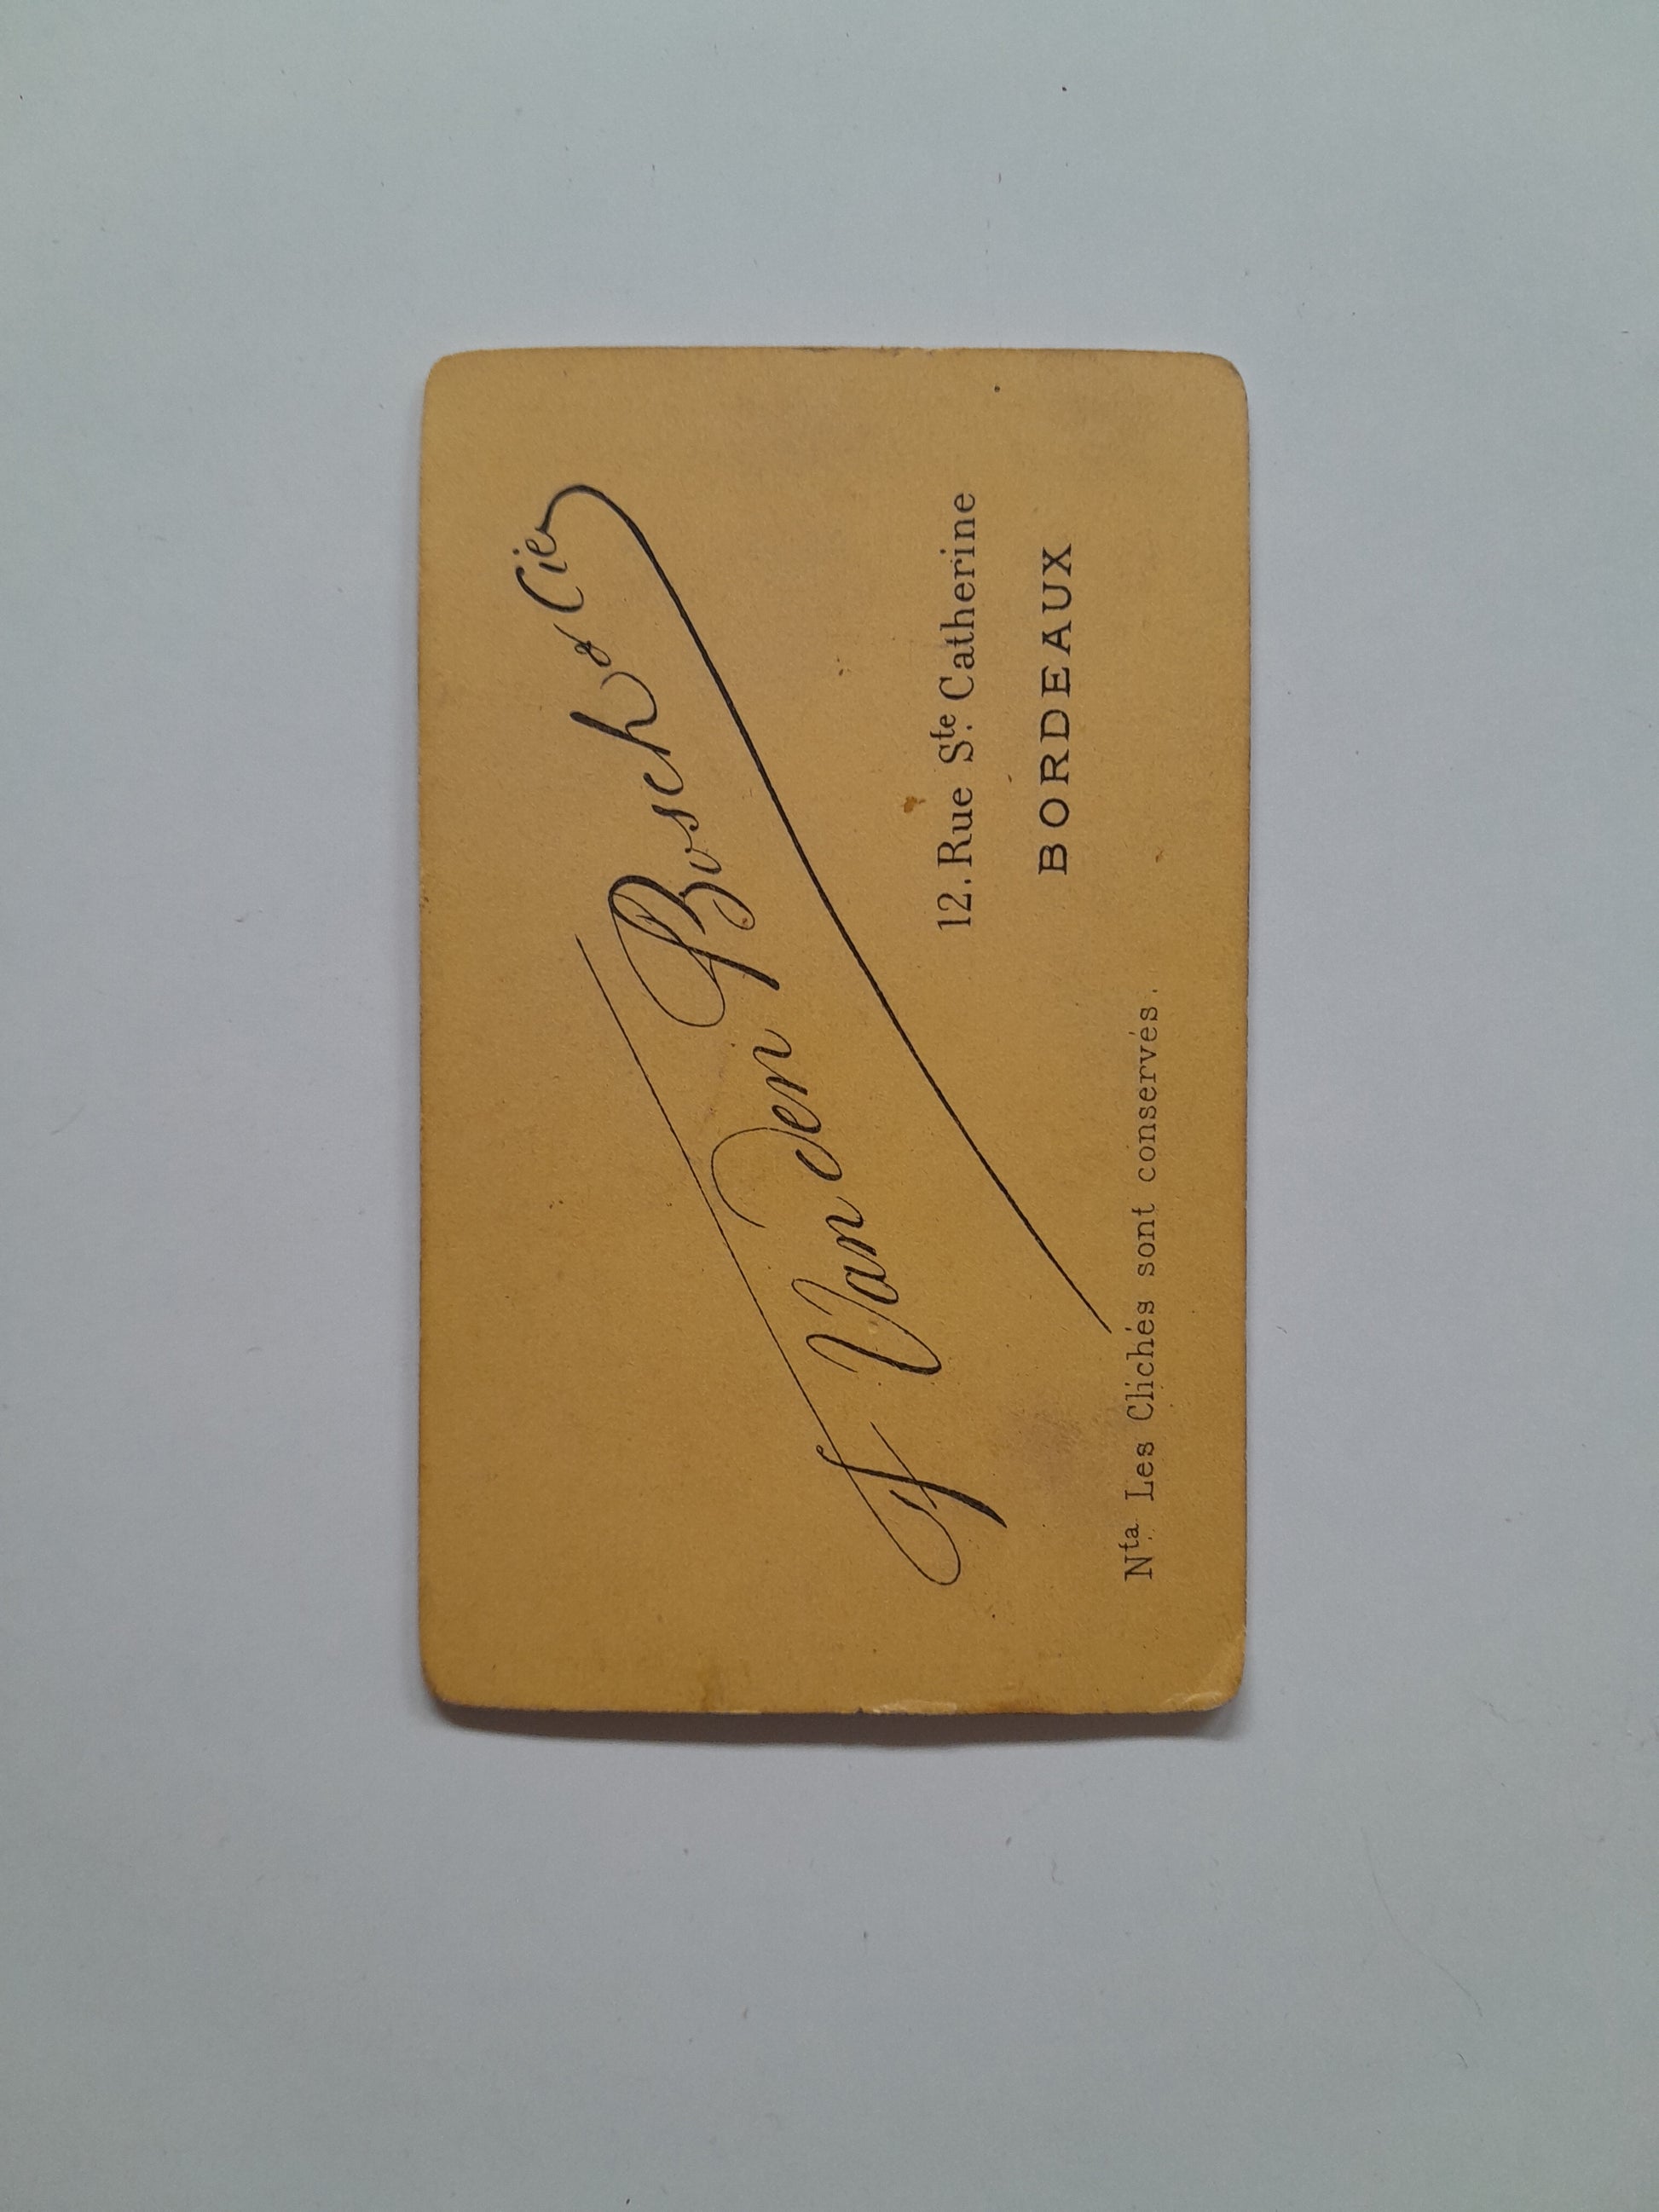 F Van den Bosch & Cie
12. Rue Ste. Catherine
BORDEAUX
Nta. Les Clichés sont conservés.